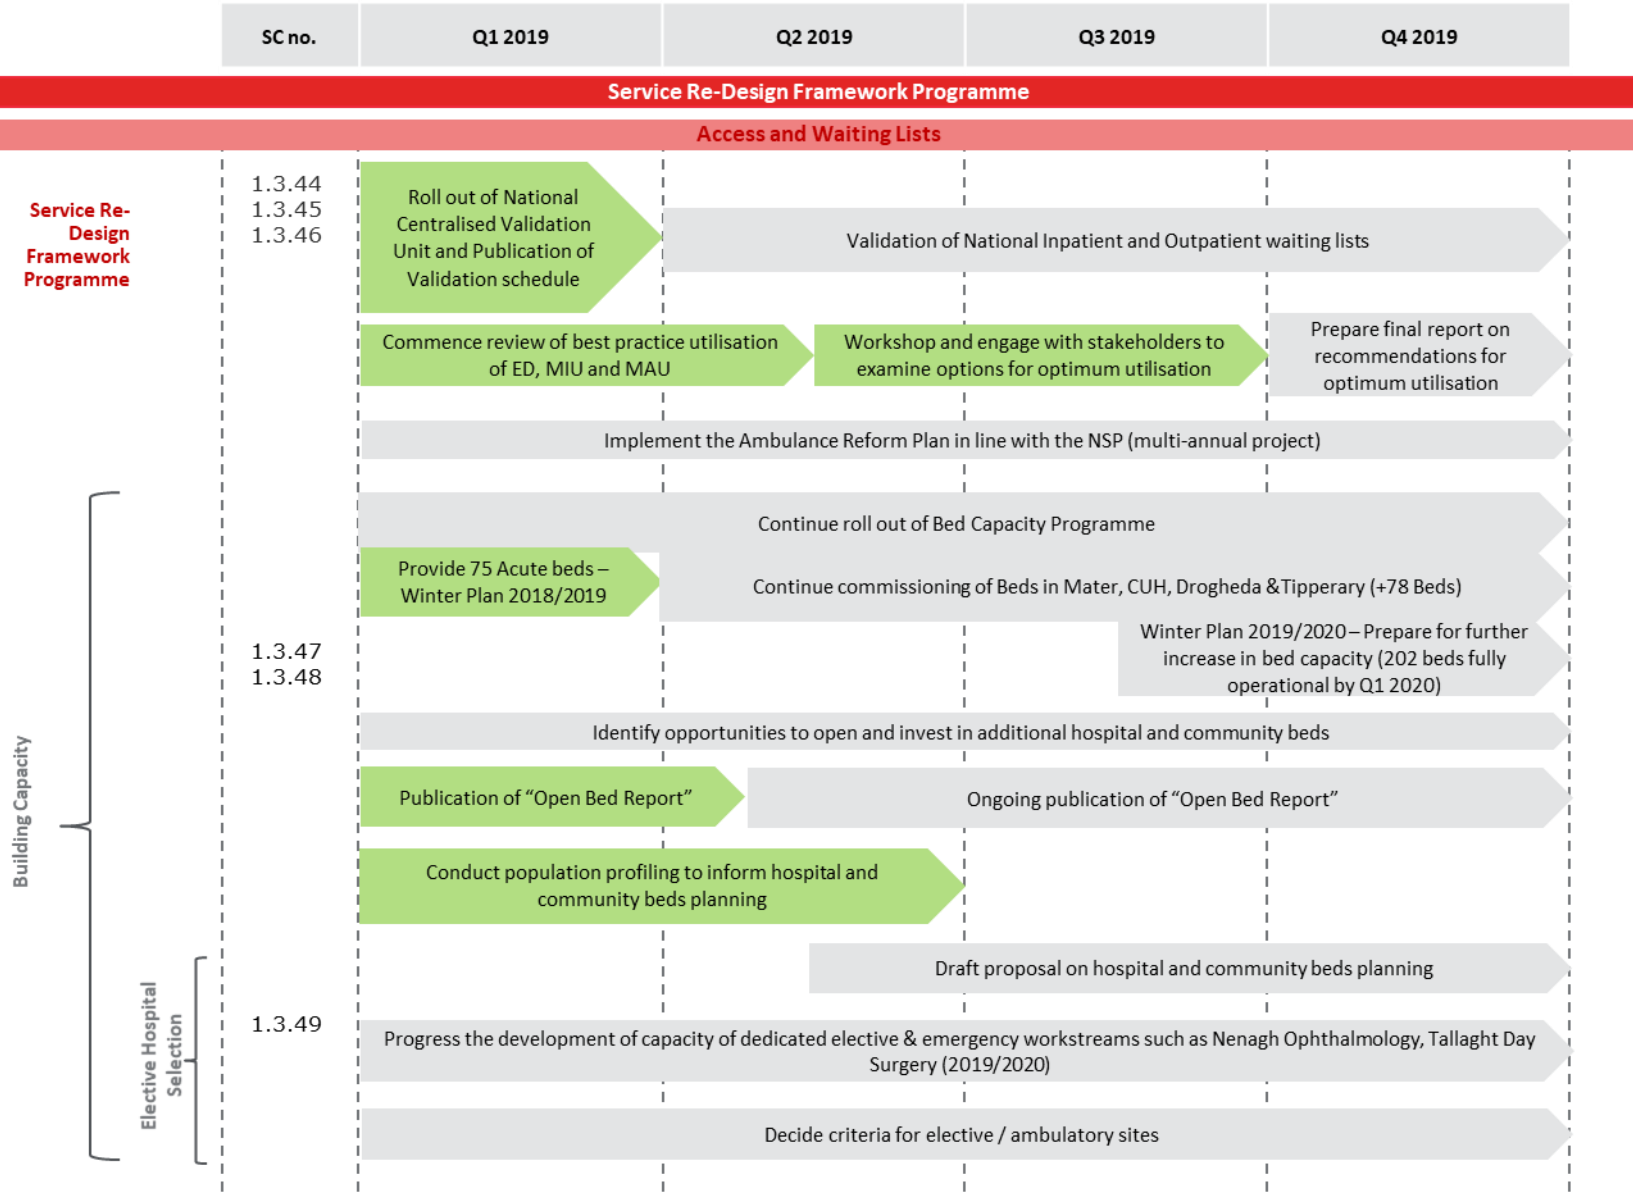 SC no.
Q1 2019
Q2 2019
Q3 2019
Q4 2019
Service Re-Design Framework Programme
Access and Waiting Lists
Service Re-
Design
Framework
Programme
1.3.44
1.3.45
1.3.46
Roll out of National
Centralised Validation
Unit and Publication of
Validation schedule
Validation of National Inpatient and Outpatient waiting lists
Commence review of best practice utilisation
of ED, MIU and MAU
Workshop and engage with stakeholders to
examine options for optimum utilisation
Prepare final report on
recommendations for
optimum utilisation
Implement the Ambulance Reform Plan in line with the NSP (multi-annual project)
Building Capacity
Continue roll out of Bed Capacity Programme
Provide 75 Acute beds –
Winter Plan 2018/2019
Continue commissioning of Beds in Mater, CUH, Drogheda &Tipperary (+78 Beds)
1.3.47
1.3.48
Winter Plan 2019/2020 – Prepare for further
increase in bed capacity (202 beds fully
operational by Q1 2020)
Identify opportunities to open and invest in additional hospital and community beds
Publication of “Open Bed Report”
Ongoing publication of “Open Bed Report”
Conduct population profiling to inform hospital and
community beds planning
Elective Hospital
Selection
Draft proposal on hospital and community beds planning
1.3.49
Progress the development of capacity of dedicated elective & emergency workstreams such as Nenagh Ophthalmology, Tallaght Day
Surgery (2019/2020)
Decide criteria for elective / ambulatory sites